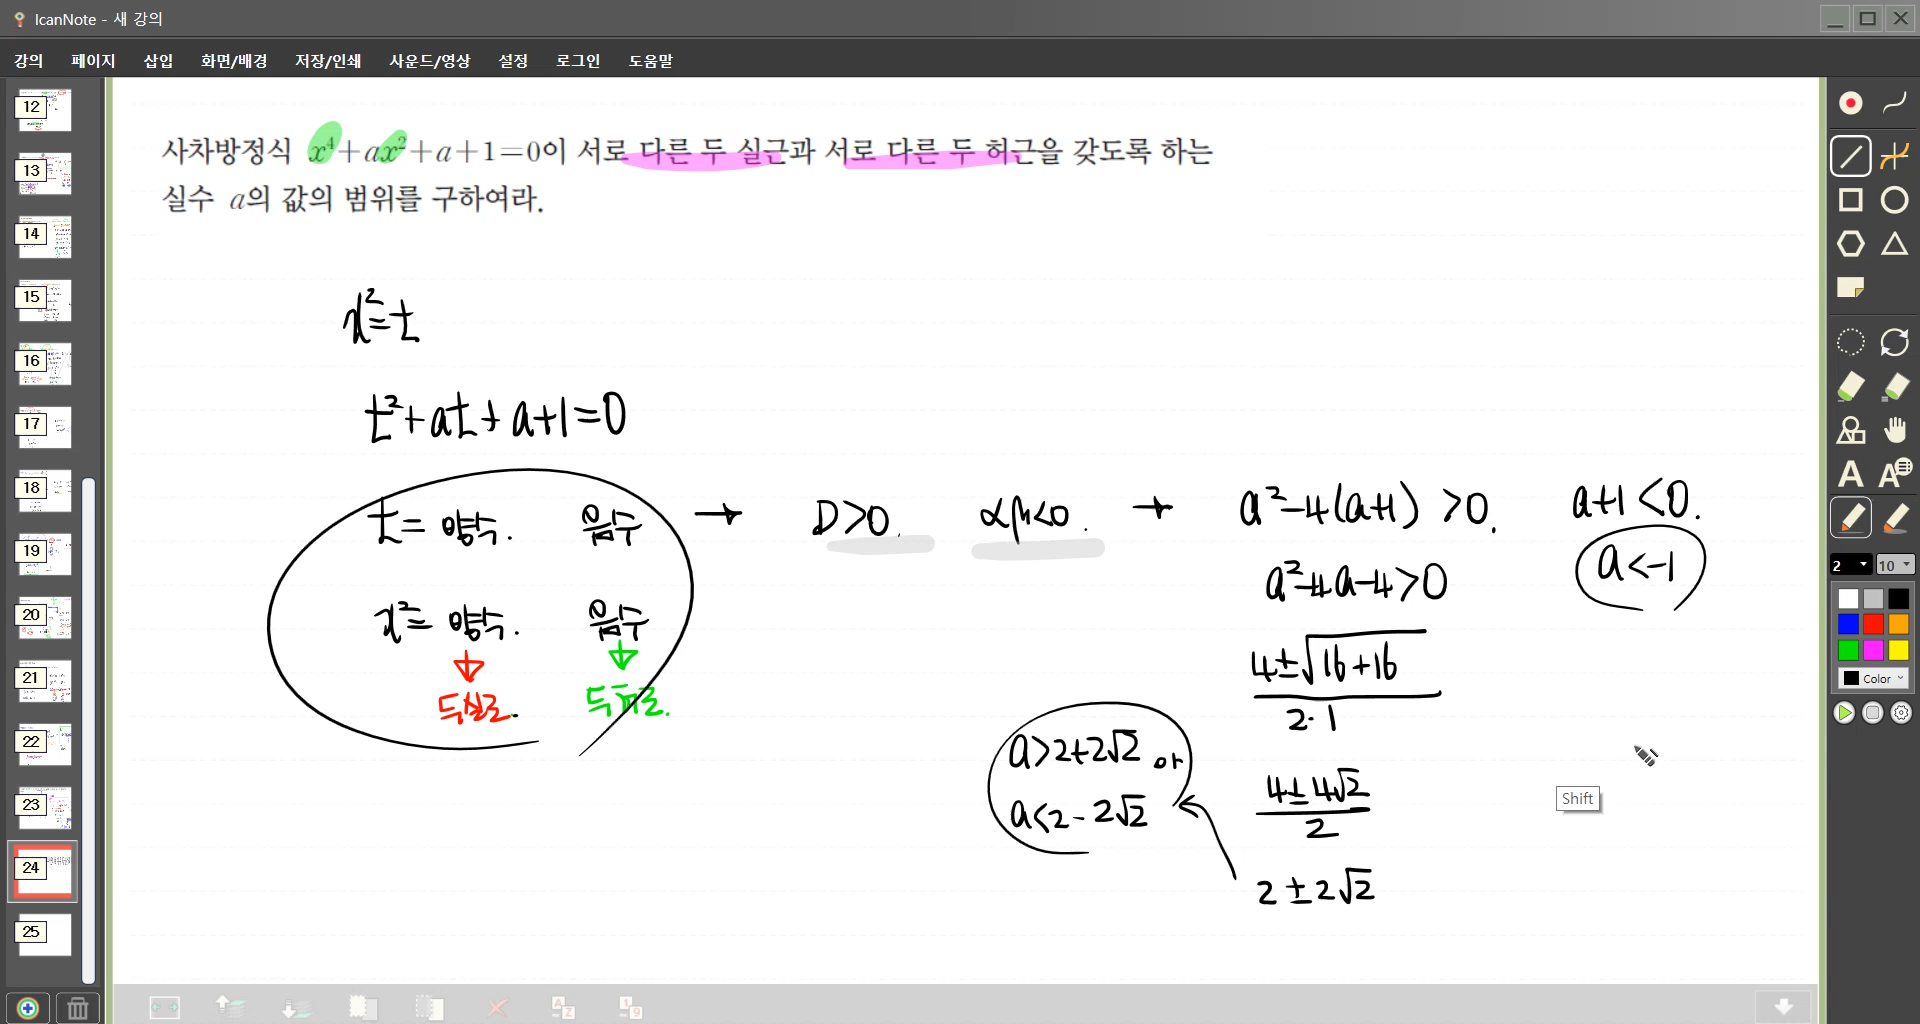 IcanNote - 새 강의
강의 페이지 삽입 화면/배경 저장/인쇄 사운드/영상 설정 로그인 도움말
12
13
14
15
16
17
18
19
20
21
22
23
24
25
사차방정식 x⁴+ax²+a+1=0이 서로 다른 두 실근과 서로 다른 두 허근을 갖도록 하는
실수 a의 값의 범위를 구하여라.
x²=t
t²+at+a+1=0
t= 양수. 음수 → D>0. αβ<0. → a²-4(a+1)>0. a+1<0.
a²-4a-4>0
a<-1
x²= 양수. 음수
두실근. 두허근.
4±√16+16
2·1
a>2+2√2 or
a<2-2√2
4±4√2
2
2±2√2
Shift
2
10
Color